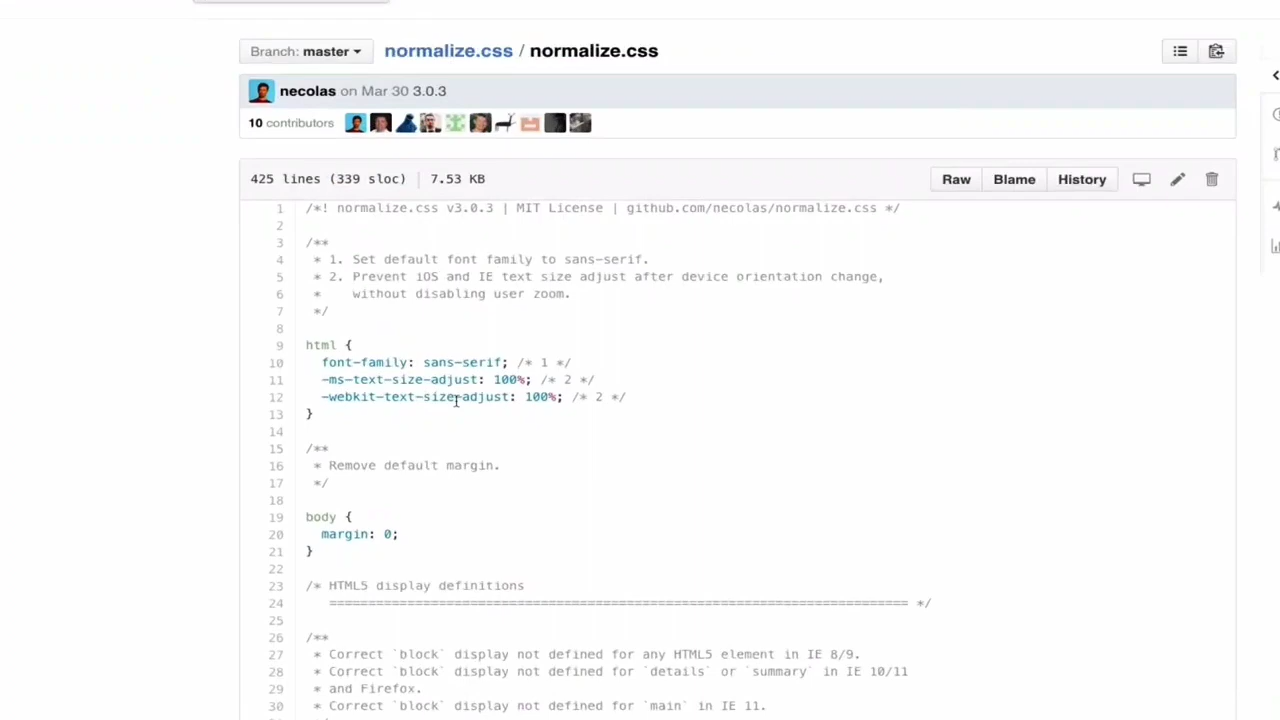 Branch: master normalize.css / normalize.css
necolas on Mar 30 3.0.3
10 contributors
425 lines (339 sloc) 7.53 KB Raw Blame History
1 /*! normalize.css v3.0.3 | MIT License | github.com/necolas/normalize.css */
2
3 /**
4 * 1. Set default font family to sans-serif.
5 * 2. Prevent iOS and IE text size adjust after device orientation change,
6 * without disabling user zoom.
7 */
8
9 html {
10 font-family: sans-serif; /* 1 */
11 -ms-text-size-adjust: 100%; /* 2 */
12 -webkit-text-size-adjust: 100%; /* 2 */
13 }
14
15 /**
16 * Remove default margin.
17 */
18
19 body {
20 margin: 0;
21 }
22
23 /* HTML5 display definitions
24 ========================================================================== */
25
26 /**
27 * Correct `block` display not defined for any HTML5 element in IE 8/9.
28 * Correct `block` display not defined for `details` or `summary` in IE 10/11
29 * and Firefox.
30 * Correct `block` display not defined for `main` in IE 11.